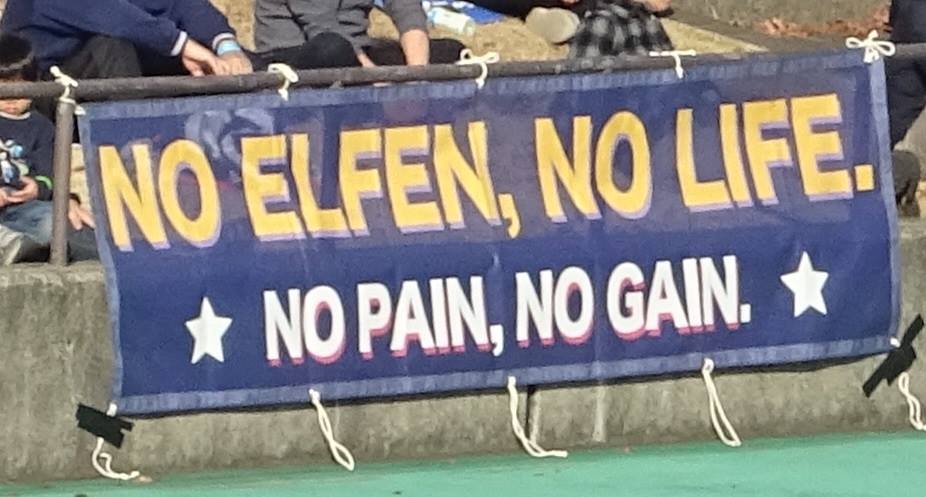 NO ELFEN, NO LIFE.
NO PAIN, NO GAIN.